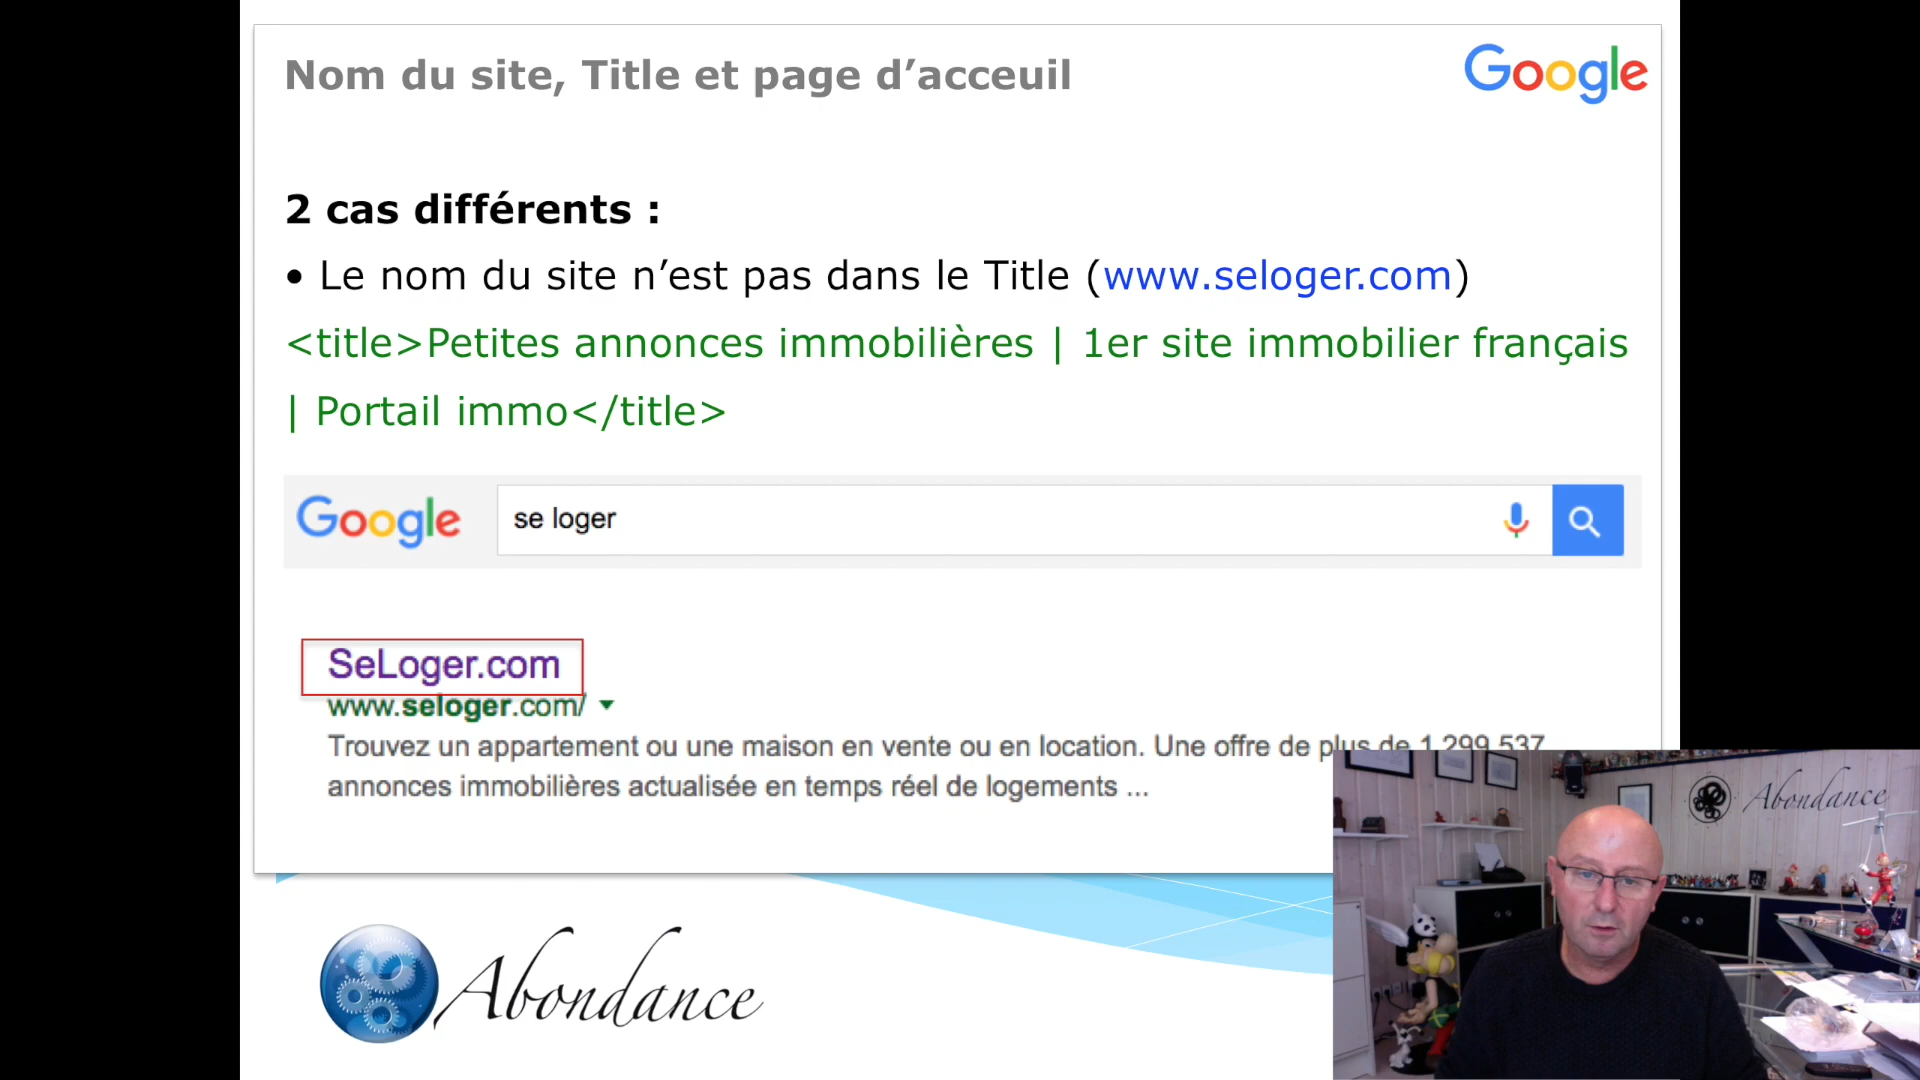 Nom du site, Title et page d’acceuil
Google
2 cas différents :
• Le nom du site n’est pas dans le Title (www.seloger.com)
<title>Petites annonces immobilières | 1er site immobilier français
| Portail immo</title>
Google
se loger
SeLoger.com
www.seloger.com/
Trouvez un appartement ou une maison en vente ou en location. Une offre de plus de 1 299 537
annonces immobilières actualisée en temps réel de logements ...
Abondance
Abondance